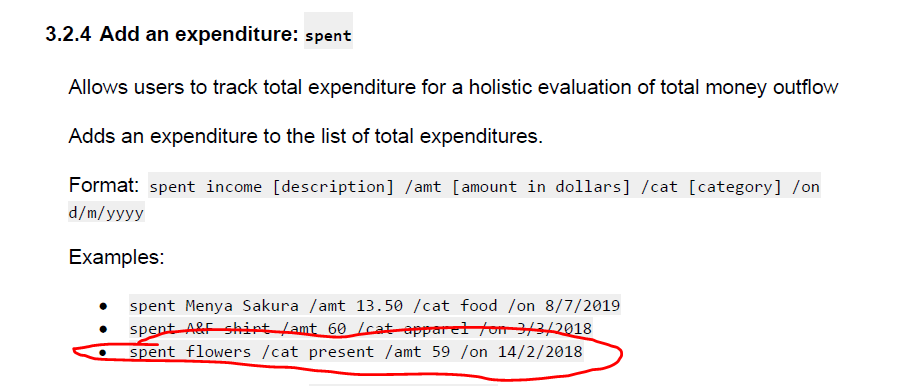 3.2.4 Add an expenditure: spent
Allows users to track total expenditure for a holistic evaluation of total money outflow
Adds an expenditure to the list of total expenditures.
Format: spent income [description] /amt [amount in dollars] /cat [category] /on
d/m/yyyy
Examples:
• spent Menya Sakura /amt 13.50 /cat food /on 8/7/2019
• spent A&F shirt /amt 60 /cat apparel /on 3/3/2018
• spent flowers /cat present /amt 59 /on 14/2/2018